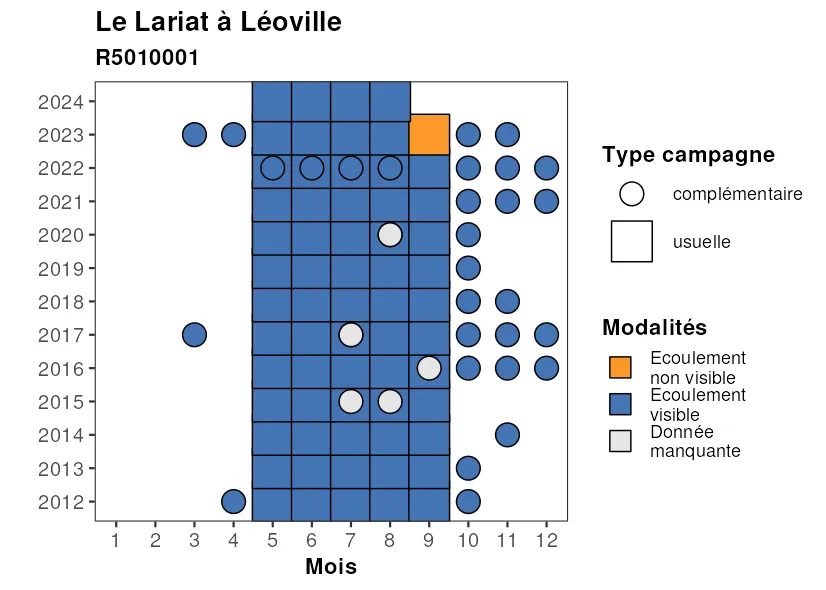 Le Lariat à Léoville
R5010001
2024
2023
2022
2021
2020
2019
2018
2017
2016
2015
2014
2013
2012
1 2 3 4 5 6 7 8 9 10 11 12
Mois
Type campagne
complémentaire
usuelle
Modalités
Ecoulement
non visible
Ecoulement
visible
Donnée
manquante